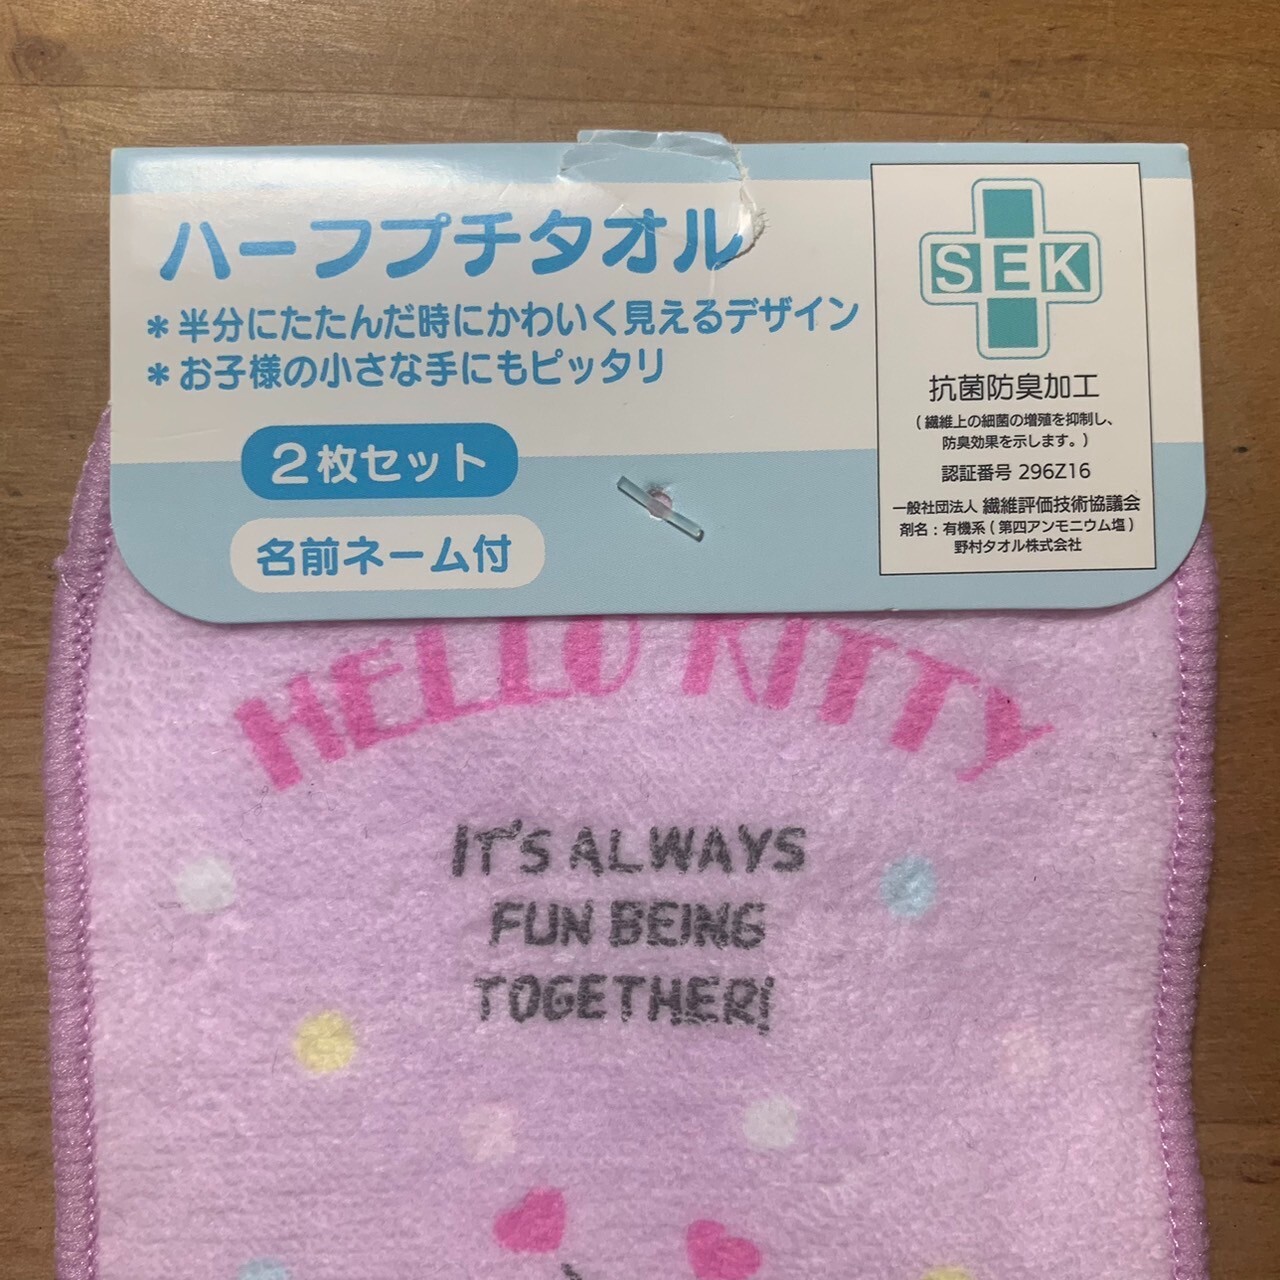 ハーフプチタオル
＊半分にたたんだ時にかわいく見えるデザイン
＊お子様の小さな手にもピッタリ
2枚セット
名前ネーム付
SEK
抗菌防臭加工
(繊維上の細菌の増殖を抑制し、
防臭効果を示します。)
認証番号 296Z16
一般社団法人 繊維評価技術協議会
剤名:有機系(第四アンモニウム塩)
野村タオル株式会社
HELLO KITTY
IT'S ALWAYS
FUN BEING
TOGETHER!